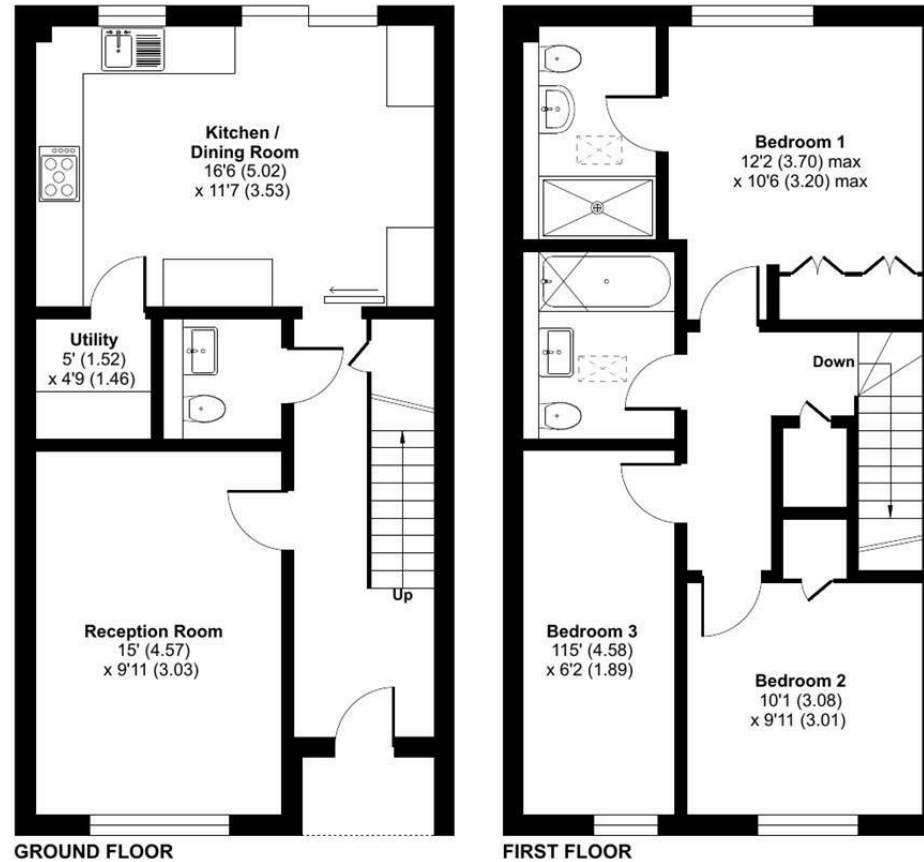 Kitchen /
Dining Room
16'6 (5.02)
x 11'7 (3.53)
Utility
5' (1.52)
x 4'9 (1.46)
Reception Room
15' (4.57)
x 9'11 (3.03)
Up
GROUND FLOOR
Bedroom 1
12'2 (3.70) max
x 10'6 (3.20) max
Down
Bedroom 3
115' (4.58)
x 6'2 (1.89)
Bedroom 2
10'1 (3.08)
x 9'11 (3.01)
FIRST FLOOR